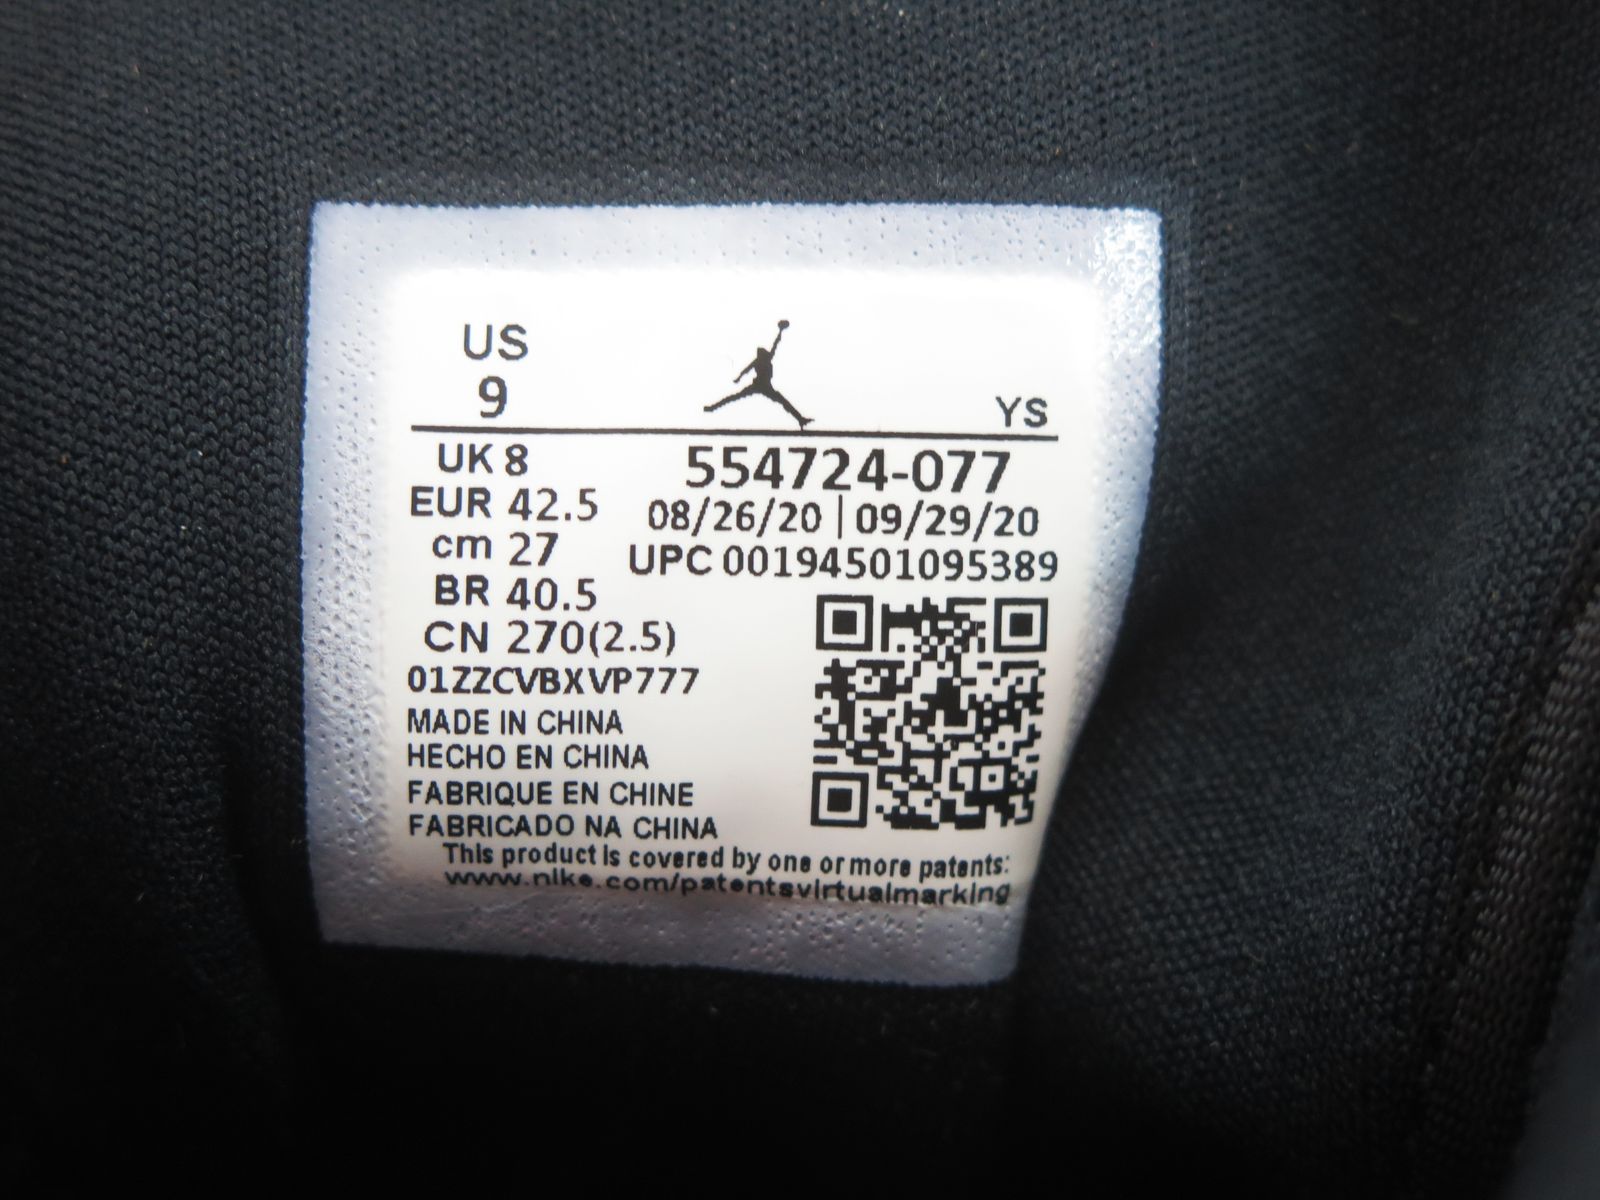 US
9
YS
UK 8
554724-077
EUR 42.5
08/26/20 | 09/29/20
cm 27
UPC 00194501095389
BR 40.5
CN 270(2.5)
01ZZCVBXVP777
MADE IN CHINA
HECHO EN CHINA
FABRIQUE EN CHINE
FABRICADO NA CHINA
This product is covered by one or more patents:
www.nike.com/patentsvirtualmarking